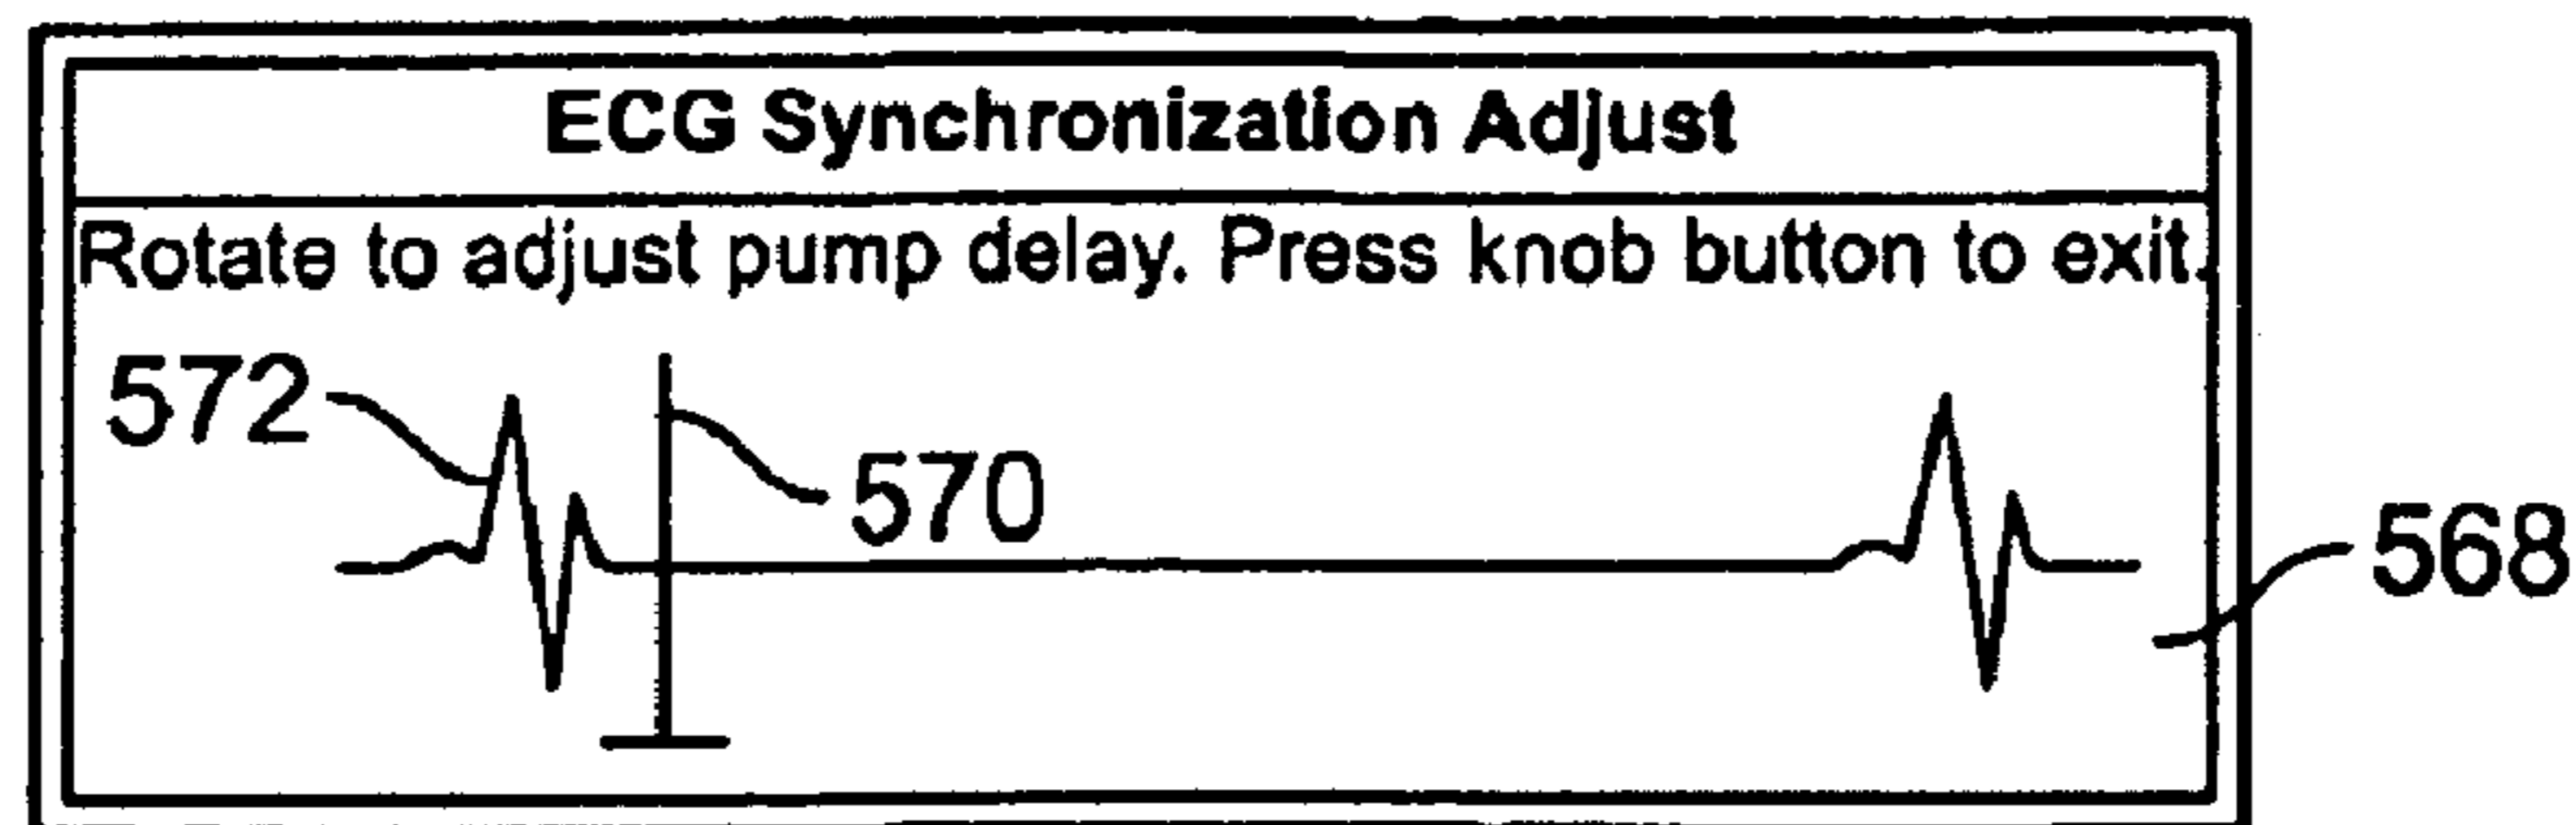 ECG Synchronization Adjust
Rotate to adjust pump delay. Press knob button to exit.
572
570
568